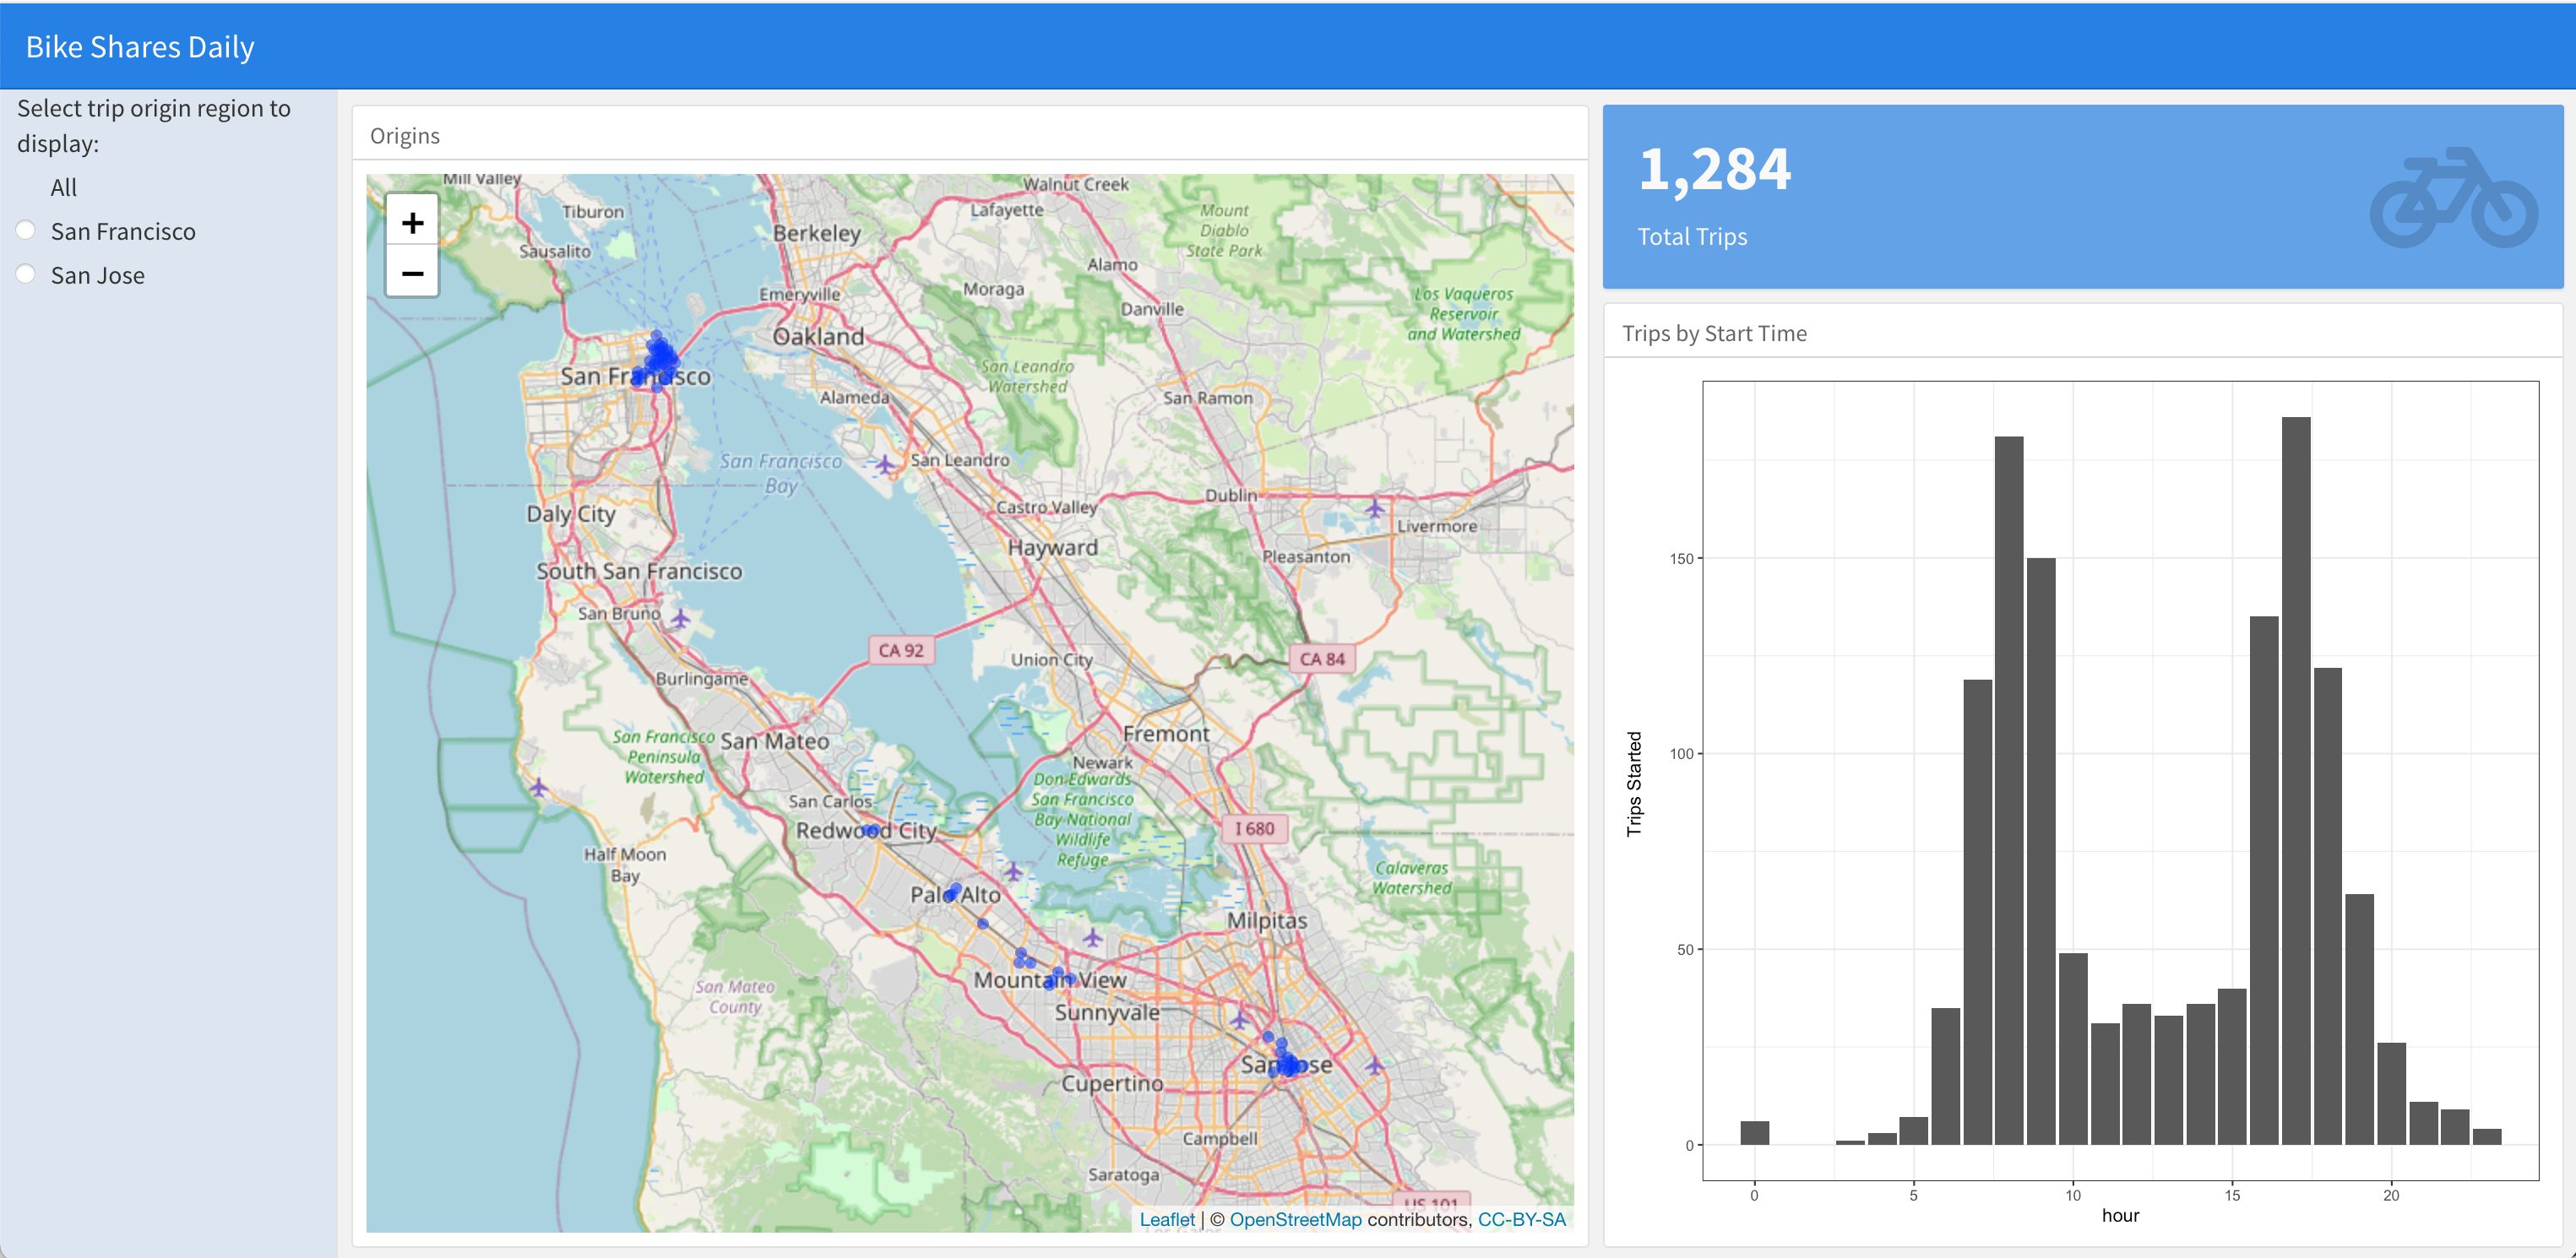 Bike Shares Daily
Select trip origin region to
display:
All
San Francisco
San Jose
Origins
+
−
Mill Valley
Tiburon
Sausalito
Berkeley
Walnut Creek
Lafayette
Mount
Diablo
State Park
Alamo
Emeryville
Moraga
Danville
Los Vaqueros
Reservoir
and Watershed
Oakland
San Francisco
San Leandro
Watershed
Alameda
San Ramon
San Francisco
Bay
San Leandro
Dublin
Castro Valley
Livermore
Daly City
Hayward
Pleasanton
South San Francisco
San Bruno
CA 92
Union City
CA 84
Burlingame
San Francisco
Peninsula
Watershed
San Mateo
Fremont
Newark
Don Edwards
San Francisco
Bay National
Wildlife
Refuge
San Carlos
Redwood City
I 680
Half Moon
Bay
Calaveras
Watershed
Palo Alto
Milpitas
Mountain View
San Mateo
County
Sunnyvale
San Jose
Cupertino
Campbell
Saratoga
US 101
Leaflet | © OpenStreetMap contributors, CC-BY-SA
1,284
Total Trips
Trips by Start Time
150
100
50
0
Trips Started
0 5 10 15 20
hour